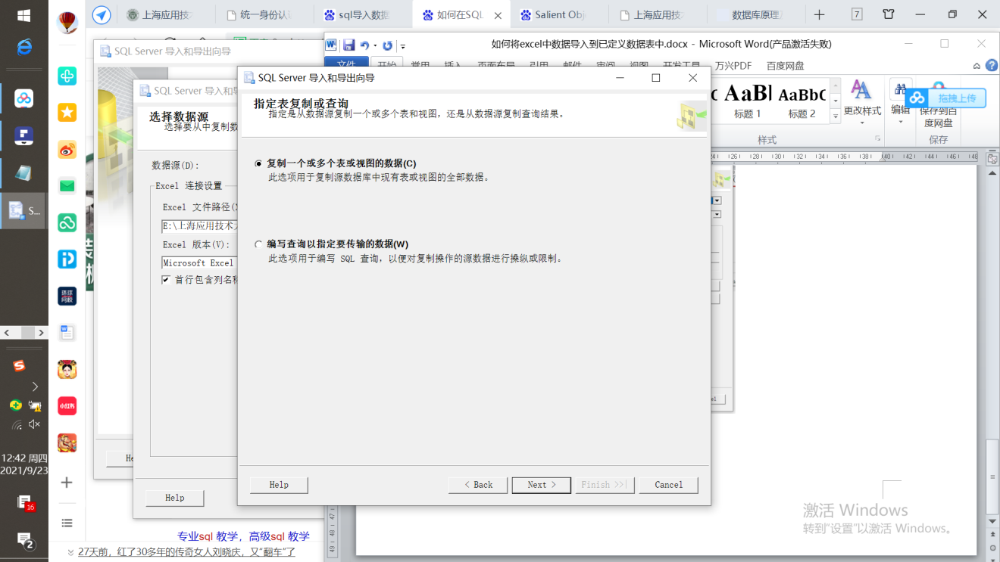 上海应用技
统一身份认
sql导入数据
如何在SQL
Salient Obj
上海应用技
数据库原理
7
SQL Server 导入和导出向导
如何将excel中数据导入到已定义数据表中.docx - Microsoft Word(产品激活失败)
文件
开始
常用
插入
页面布局
引用
邮件
审阅
视图
开发工具
万兴PDF
百度网盘
SQL Server 导入和导
SQL Server 导入和导出向导
指定表复制或查询
指定是从数据源复制一个或多个表和视图，还是从数据源复制查询结果。
选择数据源
选择要从中复制数
AaBl
AaBbC
标题 1
标题 2
更改样式
编辑
拖拽上传
保存到百
度网盘
样式
保存
数据源(D):
Excel 连接设置
Excel 文件路径(
E:\上海应用技术
Excel 版本(V):
Microsoft Excel
首行包含列名称
复制一个或多个表或视图的数据(C)
此选项用于复制源数据库中现有表或视图的全部数据。
编写查询以指定要传输的数据(W)
此选项用于编写 SQL 查询，以便对复制操作的源数据进行操纵或限制。
S...
12:42 周四
2021/9/23
16
2
He
Help
Help
< Back
Next >
Finish >>|
Cancel
激活 Windows
转到"设置"以激活 Windows。
专业sql 教学，高级sql 教学
27天前，红了30多年的传奇女人刘晓庆，又"翻车"了